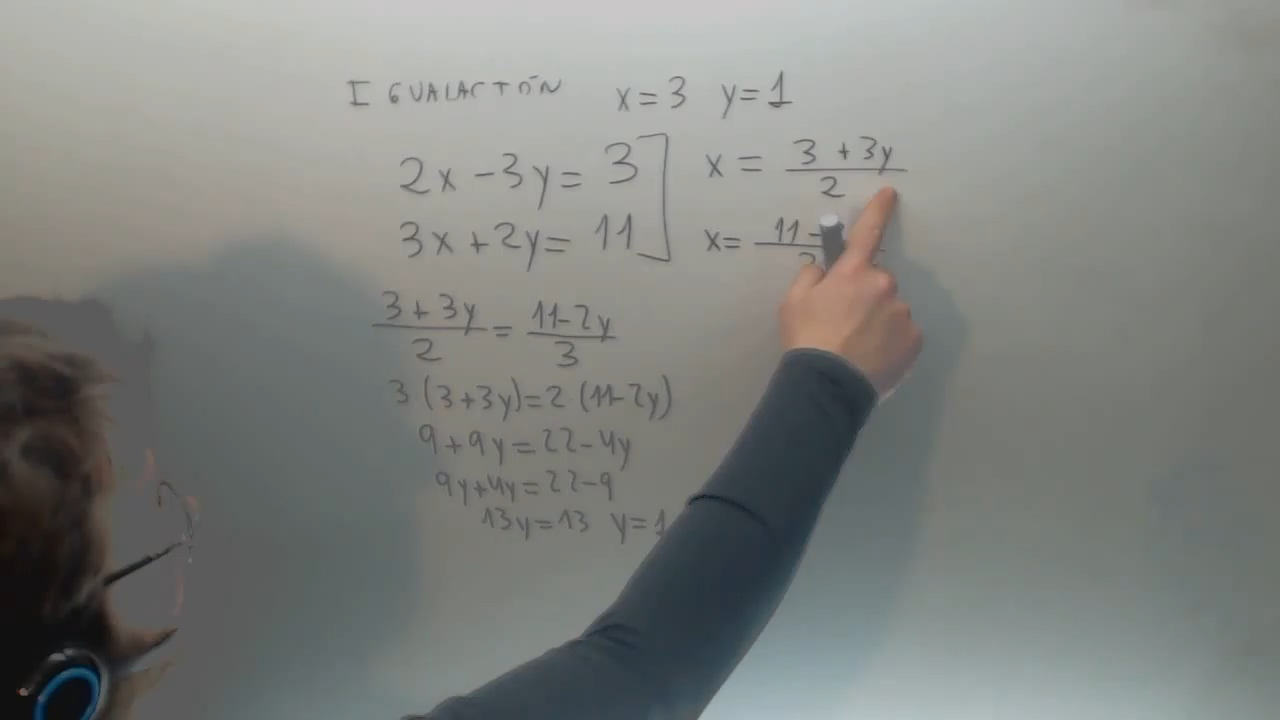 IGUALACIÓN x=3 y=1
2x-3y=3
3x+2y=11
x = (3+3y)/2
x = 11-
(3+3y)/2 = (11-2y)/3
3(3+3y)=2(11-2y)
9+9y=22-4y
9y+4y=22-9
13y=13 y=1